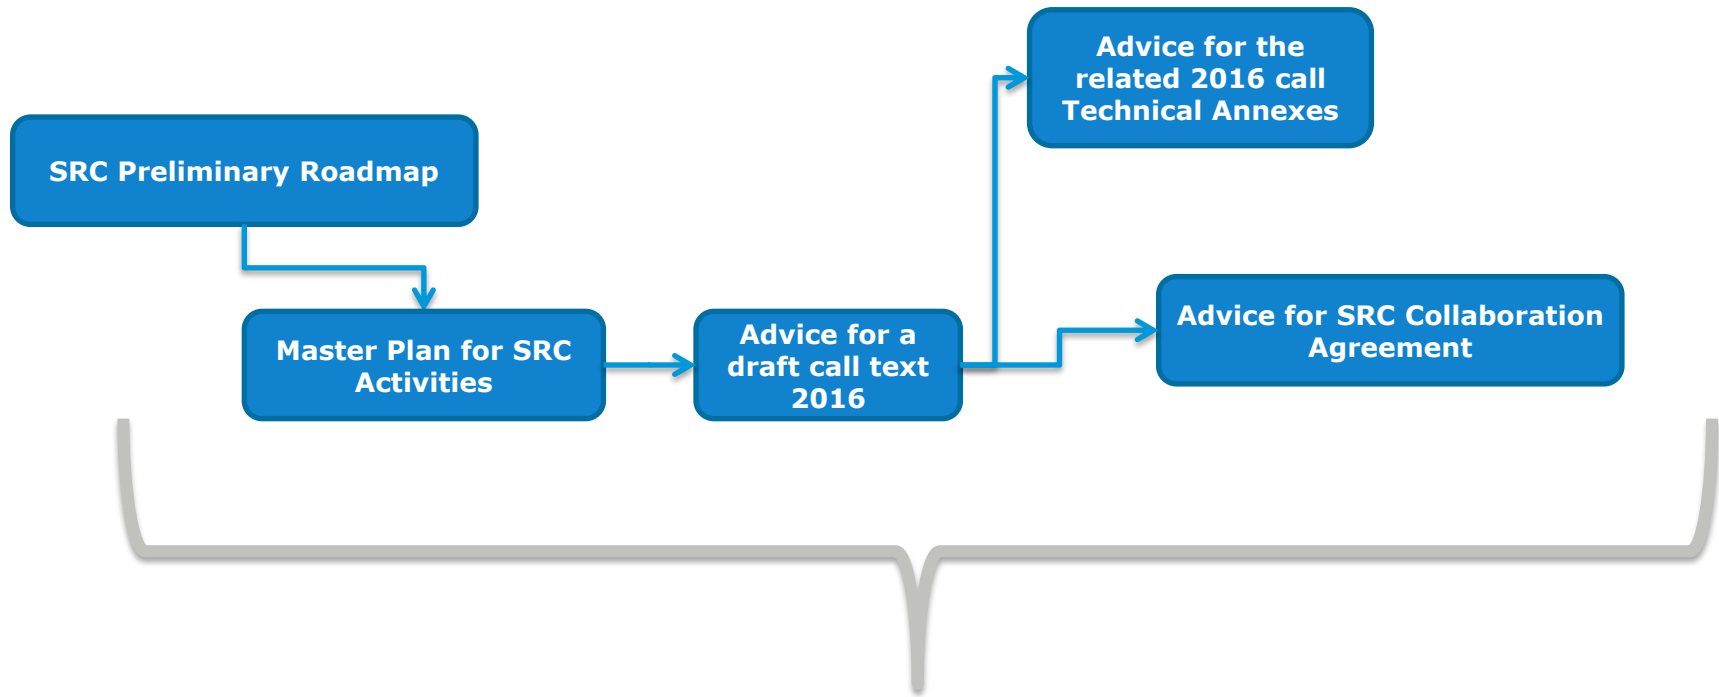 SRC Preliminary Roadmap
Master Plan for SRC
Activities
Advice for a
draft call text
2016
Advice for the
related 2016 call
Technical Annexes
Advice for SRC Collaboration
Agreement